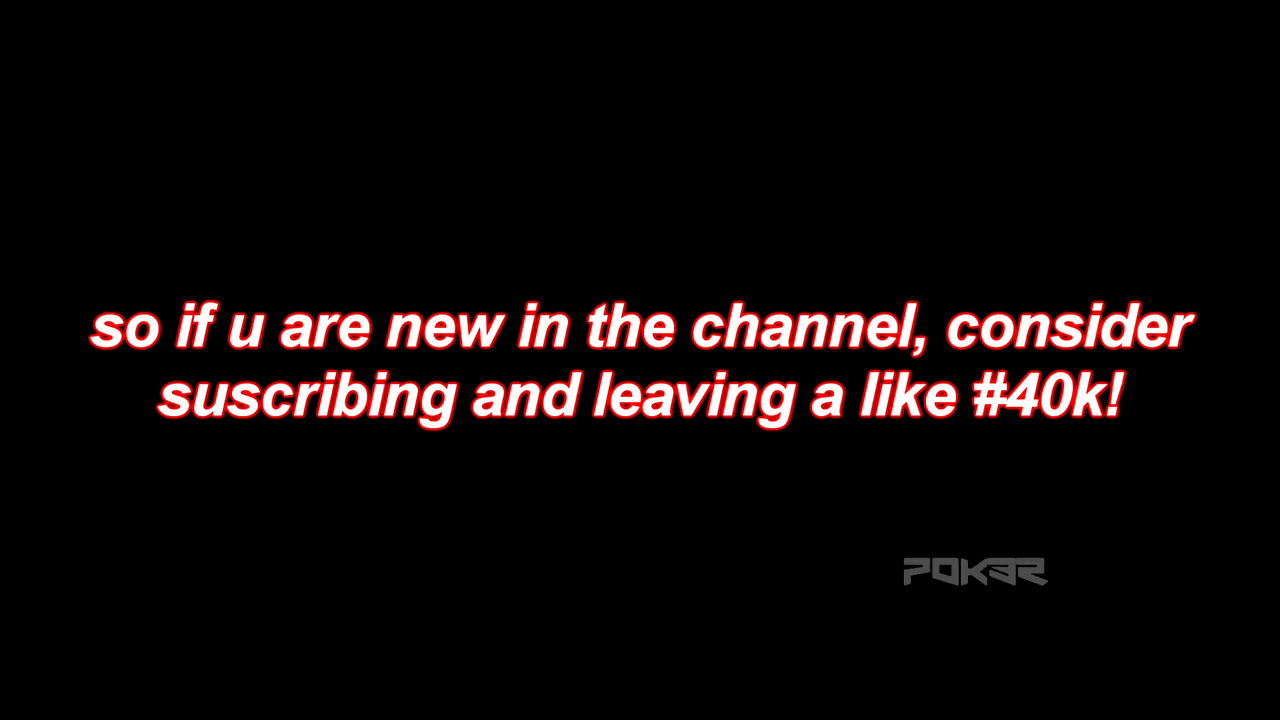 so if u are new in the channel, consider
suscribing and leaving a like #40k!
POK3R